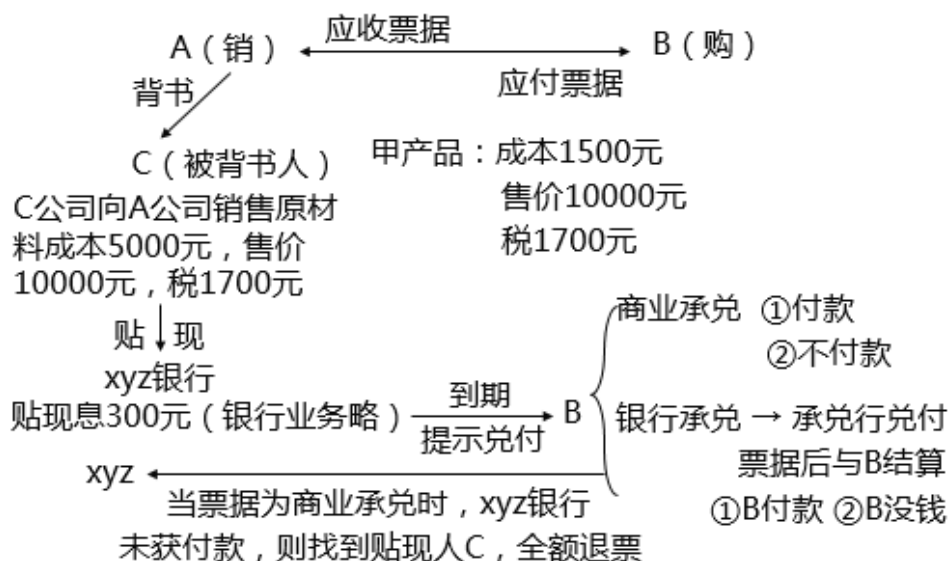 A（销） 应收票据 B（购）
应付票据
背书
C（被背书人） 甲产品：成本1500元
售价10000元
税1700元
C公司向A公司销售原材
料成本5000元，售价
10000元，税1700元
贴 现
xyz银行
贴现息300元（银行业务略） 到期 B
提示兑付
商业承兑 ①付款
②不付款
银行承兑 → 承兑行兑付
票据后与B结算
①B付款 ②B没钱
xyz
当票据为商业承兑时，xyz银行
未获付款，则找到贴现人C，全额退票